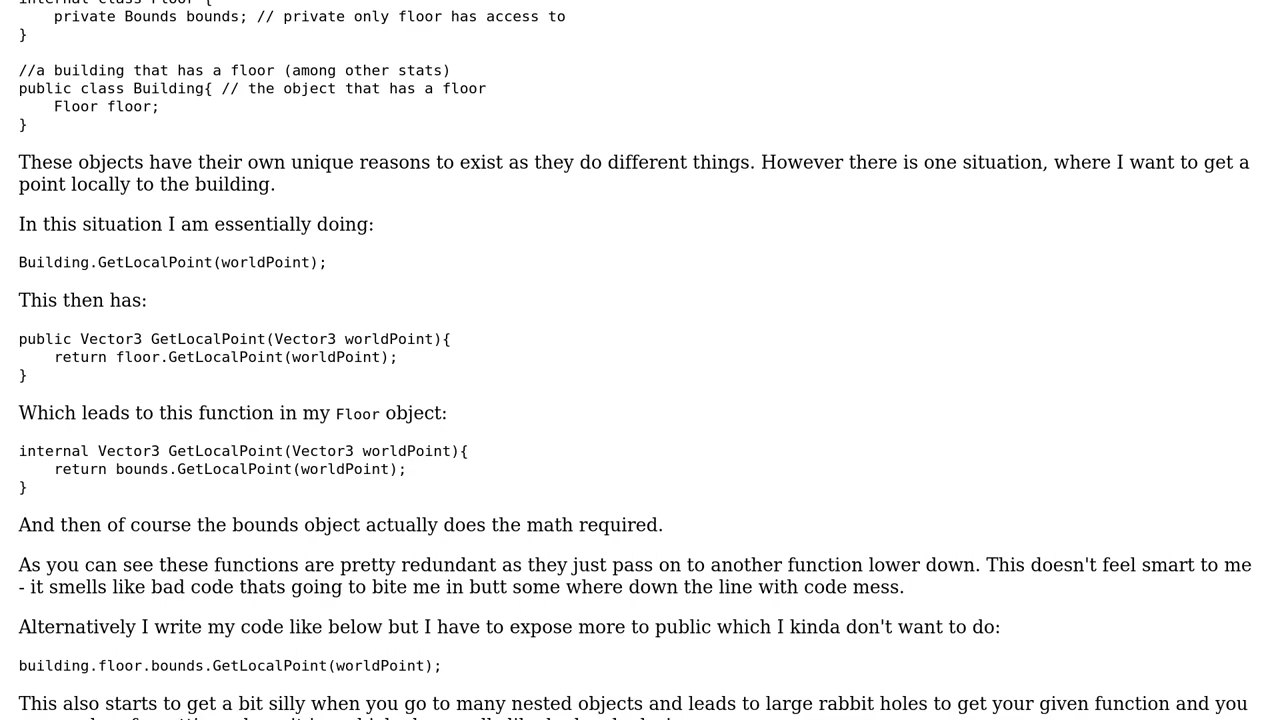 internal class Floor {
    private Bounds bounds; // private only floor has access to
}
//a building that has a floor (among other stats)
public class Building{ // the object that has a floor
    Floor floor;
}
These objects have their own unique reasons to exist as they do different things. However there is one situation, where I want to get a
point locally to the building.
In this situation I am essentially doing:
Building.GetLocalPoint(worldPoint);
This then has:
public Vector3 GetLocalPoint(Vector3 worldPoint){
    return floor.GetLocalPoint(worldPoint);
}
Which leads to this function in my Floor object:
internal Vector3 GetLocalPoint(Vector3 worldPoint){
    return bounds.GetLocalPoint(worldPoint);
}
And then of course the bounds object actually does the math required.
As you can see these functions are pretty redundant as they just pass on to another function lower down. This doesn't feel smart to me
- it smells like bad code thats going to bite me in butt some where down the line with code mess.
Alternatively I write my code like below but I have to expose more to public which I kinda don't want to do:
building.floor.bounds.GetLocalPoint(worldPoint);
This also starts to get a bit silly when you go to many nested objects and leads to large rabbit holes to get your given function and you